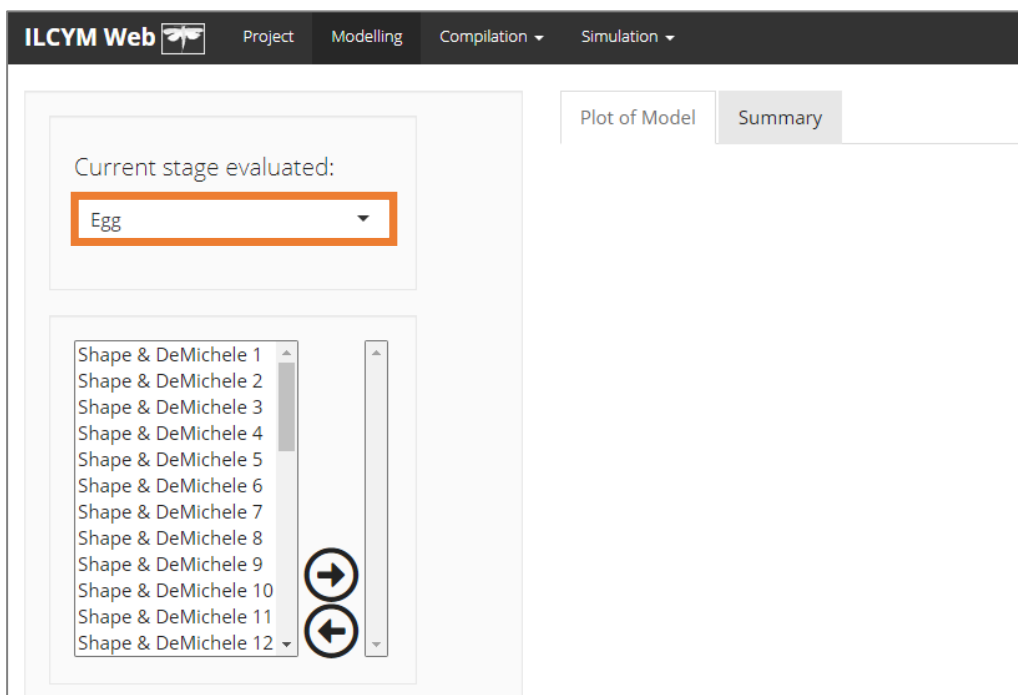 ILCYM Web Project Modelling Compilation Simulation
Plot of Model Summary
Current stage evaluated:
Egg
Shape & DeMichele 1
Shape & DeMichele 2
Shape & DeMichele 3
Shape & DeMichele 4
Shape & DeMichele 5
Shape & DeMichele 6
Shape & DeMichele 7
Shape & DeMichele 8
Shape & DeMichele 9
Shape & DeMichele 10
Shape & DeMichele 11
Shape & DeMichele 12